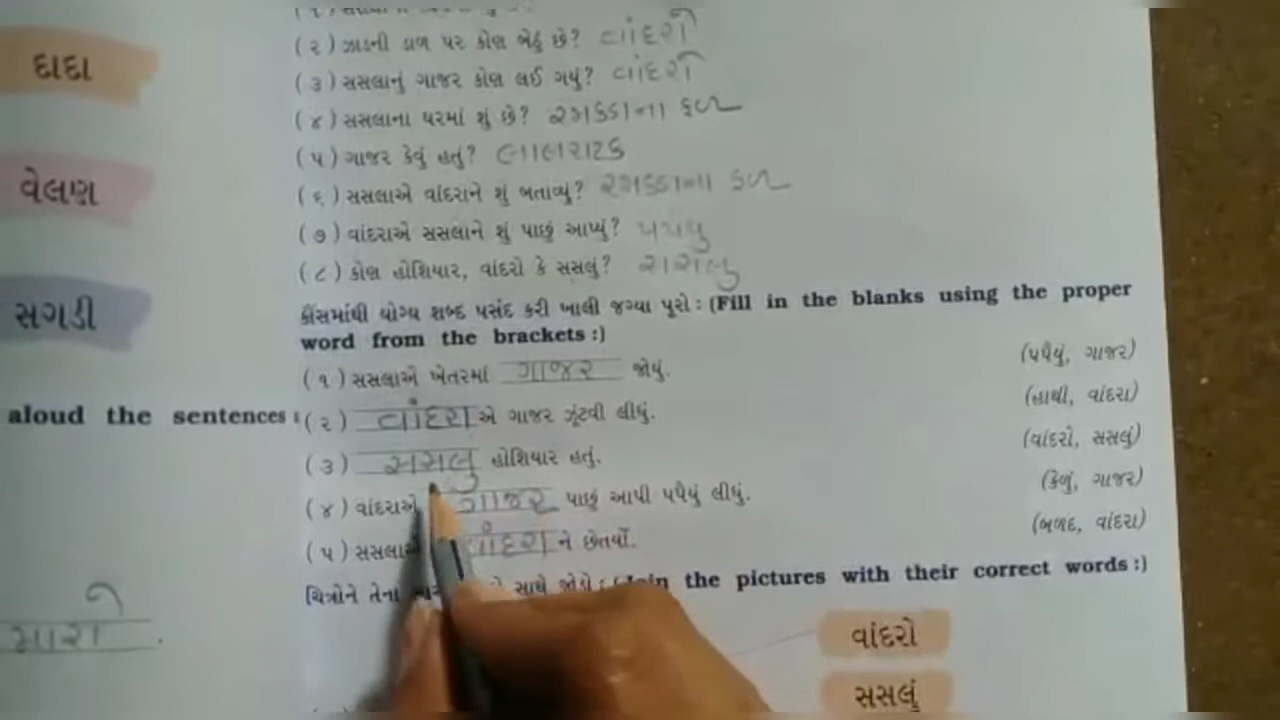 દાદા
વેલણ
સગડી
aloud the sentences :
મારો
(૨) ઝાડની ડાળ પર કોણ બેઠું છે? વાંદરો
(૩) સસલાનું ગાજર કોણ લઈ ગયું? વાંદરો
(૪) સસલાના ઘરમાં શું છે? રમકડાના ફળ
(૫) ગાજર કેવું હતું? લાલચટક
(૬) સસલાએ વાંદરાને શું બતાવ્યુ? રમકડાના ફળ
(૭) વાંદરાએ સસલાને શું પાછું આપ્યું?
(૮) કોણ હોશિયાર, વાંદરો કે સસલું? સસલુ
કૌંસમાંથી યોગ્ય શબ્દ પસંદ કરી ખાલી જગ્યા પૂરો : (Fill in the blanks using the proper
word from the brackets :)
(૧) સસલાએ ખેતરમાં ગાજર જોયું. (પપૈયું, ગાજર)
(૨) વાંદરા એ ગાજર ઝૂંટવી લીધું. (હાથી, વાંદરા)
(૩) સસલુ હોશિયાર હતું. (વાંદરો, સસલું)
(૪) વાંદરાએ ગાજર પાછું આપી પપૈયું લીધું. (કેળું, ગાજર)
(૫) વાંદરા ને છેતર્યો. (બળદ, વાંદરા)
ચિત્રોને તેના સાથે જોડો : the pictures with their correct words :)
વાંદરો
સસલું